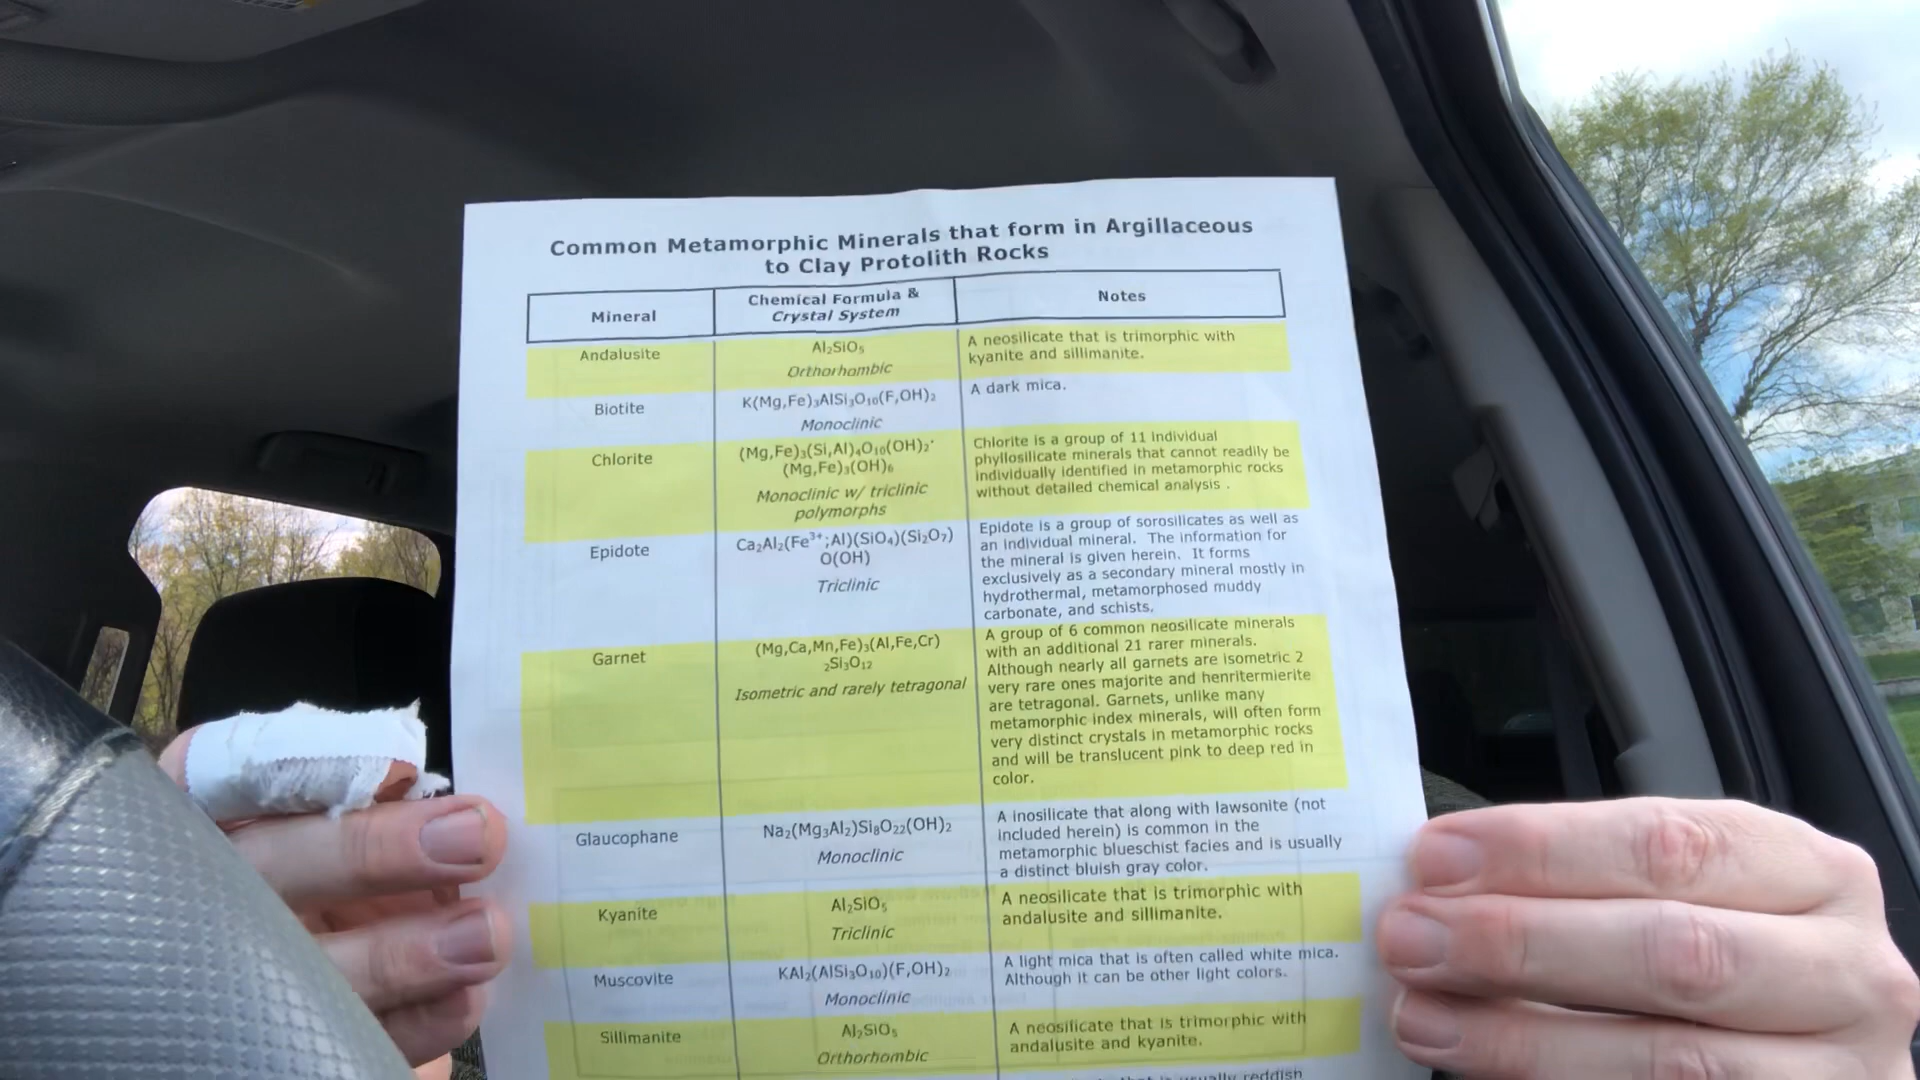 Common Metamorphic Minerals that form in Argillaceous
to Clay Protolith Rocks
Mineral
Chemical Formula &
Crystal System
Notes
Andalusite
Al₂SiO₅
Orthorhombic
A neosilicate that is trimorphic with
kyanite and sillimanite.
Biotite
K(Mg,Fe)₃AlSi₃O₁₀(F,OH)₂
Monoclinic
A dark mica.
Chlorite
(Mg,Fe)₃(Si,Al)₄O₁₀(OH)₂·
(Mg,Fe)₃(OH)₆
Monoclinic w/ triclinic
polymorphs
Chlorite is a group of 11 individual
phyllosilicate minerals that cannot readily be
individually identified in metamorphic rocks
without detailed chemical analysis .
Epidote
Ca₂Al₂(Fe³⁺;Al)(SiO₄)(Si₂O₇)
O(OH)
Triclinic
Epidote is a group of sorosilicates as well as
an individual mineral. The information for
the mineral is given herein. It forms
exclusively as a secondary mineral mostly in
hydrothermal, metamorphosed muddy
carbonate, and schists.
Garnet
(Mg,Ca,Mn,Fe)₃(Al,Fe,Cr)
₂Si₃O₁₂
Isometric and rarely tetragonal
A group of 6 common neosilicate minerals
with an additional 21 rarer minerals.
Although nearly all garnets are isometric 2
very rare ones majorite and henritermierite
are tetragonal. Garnets, unlike many
metamorphic index minerals, will often form
very distinct crystals in metamorphic rocks
and will be translucent pink to deep red in
color.
Glaucophane
Na₂(Mg₃Al₂)Si₈O₂₂(OH)₂
Monoclinic
A inosilicate that along with lawsonite (not
included herein) is common in the
metamorphic blueschist facies and is usually
a distinct bluish gray color.
Kyanite
Al₂SiO₅
Triclinic
A neosilicate that is trimorphic with
andalusite and sillimanite.
Muscovite
KAl₂(AlSi₃O₁₀)(F,OH)₂
Monoclinic
A light mica that is often called white mica.
Although it can be other light colors.
Sillimanite
Al₂SiO₅
Orthorhombic
A neosilicate that is trimorphic with
andalusite and kyanite.
that is usually reddish